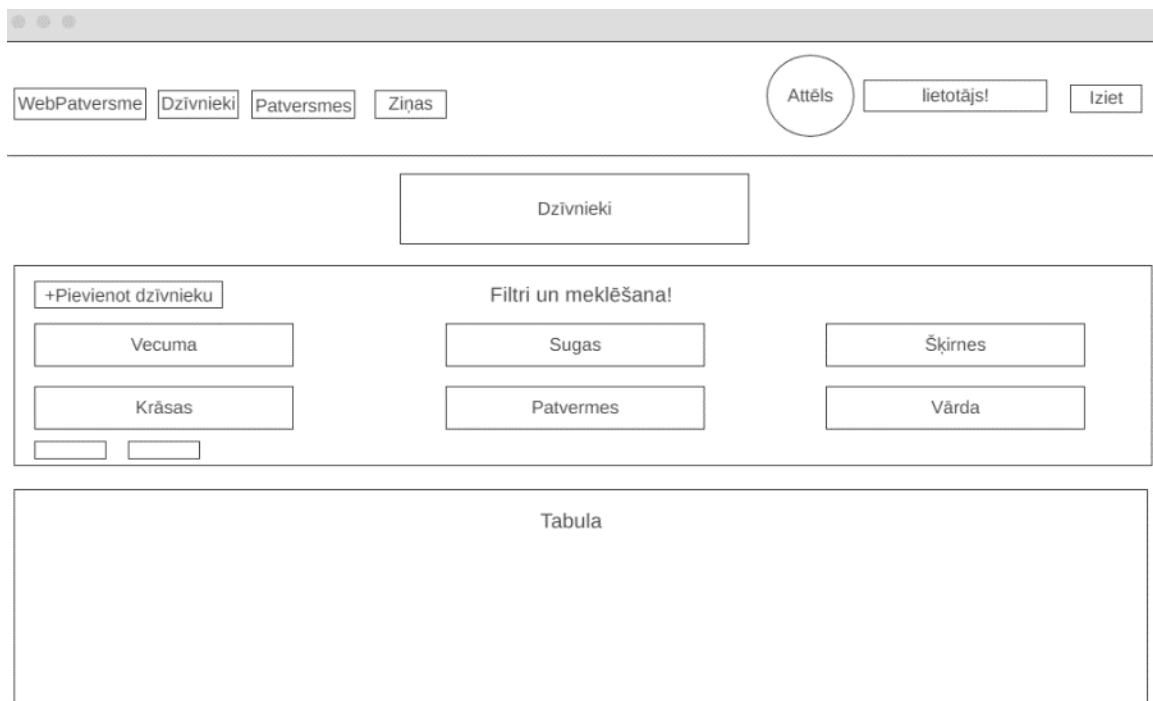 WebPatversme Dzīvnieki Patversmes Ziņas Attēls lietotājs! Iziet
Dzīvnieki
+Pievienot dzīvnieku Filtri un meklēšana!
Vecuma Sugas Šķirnes
Krāsas Patvermes Vārda
Tabula